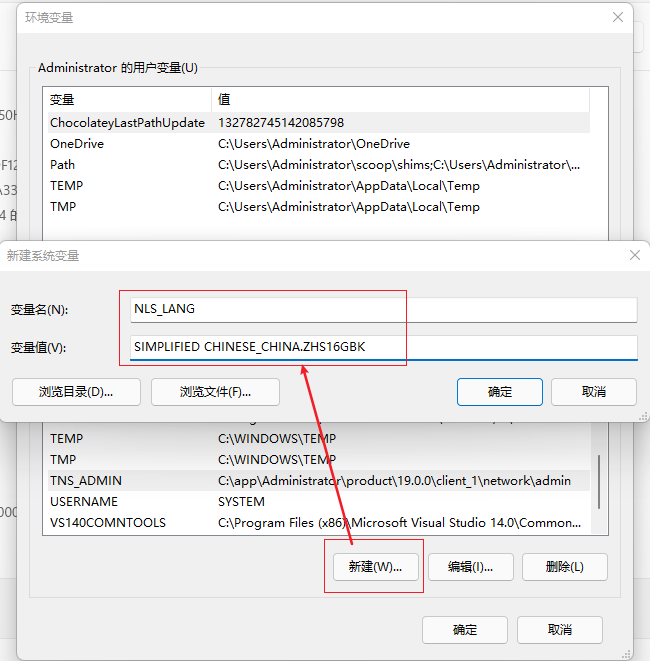 环境变量
Administrator 的用户变量(U)
变量 值
ChocolateyLastPathUpdate 132782745142085798
OneDrive C:\Users\Administrator\OneDrive
Path C:\Users\Administrator\scoop\shims;C:\Users\Administrator\...
TEMP C:\Users\Administrator\AppData\Local\Temp
TMP C:\Users\Administrator\AppData\Local\Temp
新建系统变量
变量名(N): NLS_LANG
变量值(V): SIMPLIFIED CHINESE_CHINA.ZHS16GBK
浏览目录(D)... 浏览文件(F)... 确定 取消
TEMP C:\WINDOWS\TEMP
TMP C:\WINDOWS\TEMP
TNS_ADMIN C:\app\Administrator\product\19.0.0\client_1\network\admin
USERNAME SYSTEM
VS140COMNTOOLS C:\Program Files (x86)\Microsoft Visual Studio 14.0\Common...
新建(W)... 编辑(I)... 删除(L)
确定 取消